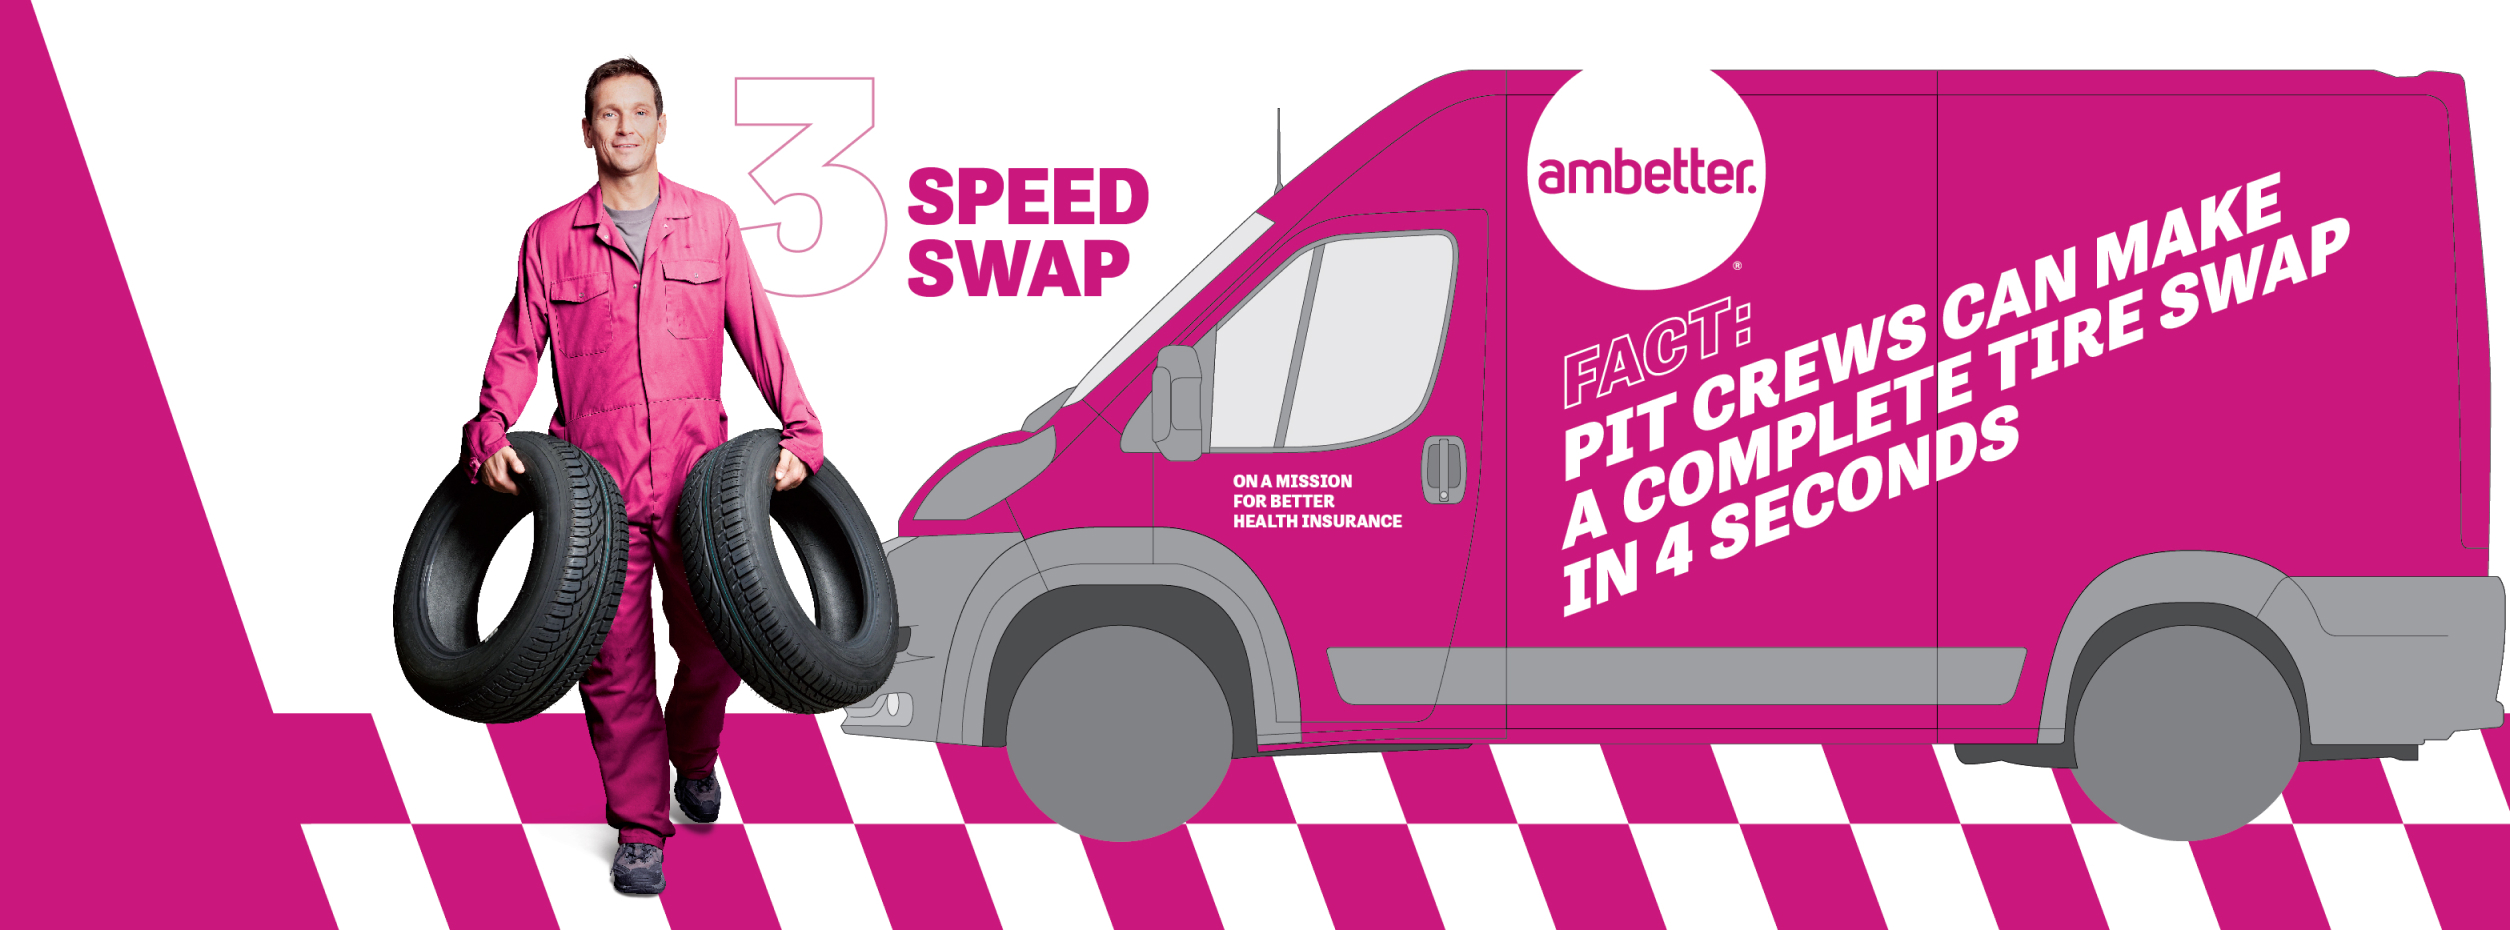 3
SPEED
SWAP
ambetter.
®
FACT:
PIT CREWS CAN MAKE
A COMPLETE TIRE SWAP
IN 4 SECONDS
ON A MISSION
FOR BETTER
HEALTH INSURANCE